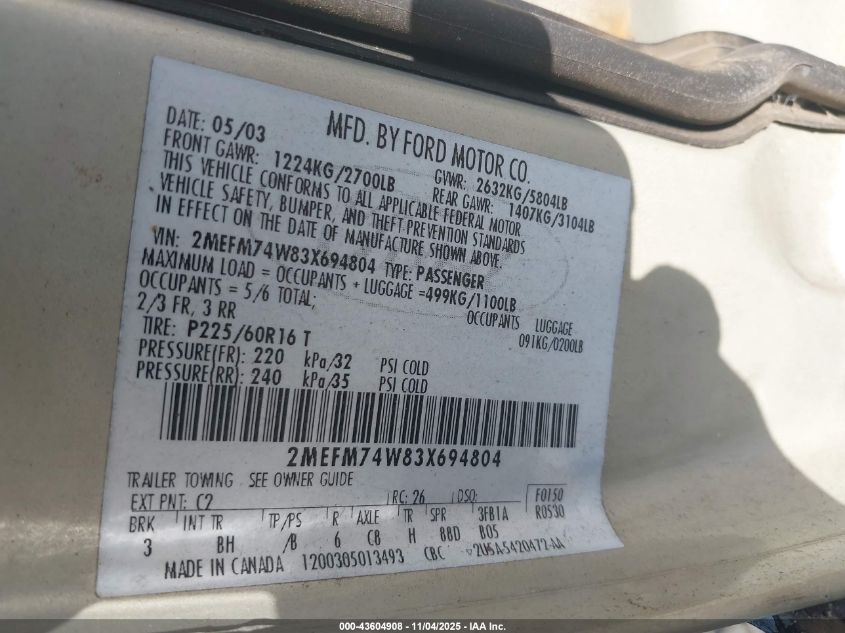 DATE: 05/03 MFD. BY FORD MOTOR CO.
FRONT GAWR: 1224KG/2700LB GVWR: 2632KG/5804LB
REAR GAWR: 1407KG/3104LB
THIS VEHICLE CONFORMS TO ALL APPLICABLE FEDERAL MOTOR
VEHICLE SAFETY, BUMPER, AND THEFT PREVENTION STANDARDS
IN EFFECT ON THE DATE OF MANUFACTURE SHOWN ABOVE.
VIN: 2MEFM74W83X694804 TYPE: PASSENGER
MAXIMUM LOAD = OCCUPANTS + LUGGAGE =499KG/1100LB
OCCUPANTS = 5/6 TOTAL; OCCUPANTS LUGGAGE
2/3 FR, 3 RR 091KG/0200LB
TIRE: P225/60R16 T
PRESSURE(FR): 220 kPa/32 PSI COLD
PRESSURE(RR): 240 kPa/35 PSI COLD
2MEFM74W83X694804
TRAILER TOWING SEE OWNER GUIDE
EXT PNT: C2 RC: 26 DSO: F0150
R0530
BRK INT TR TP/PS R AXLE TR SPR 3FB1A
3 BH /B 6 C8 H 88D B05
MADE IN CANADA 1200305013493 CBC
000-43604908 - 11/04/2025 - IAA Inc.